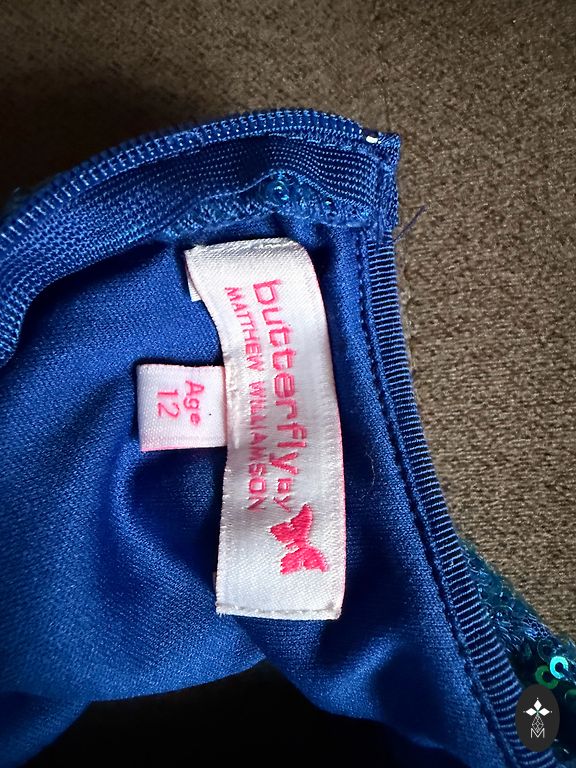 butterfly BY
MATTHEW WILLIAMSON
Age
12